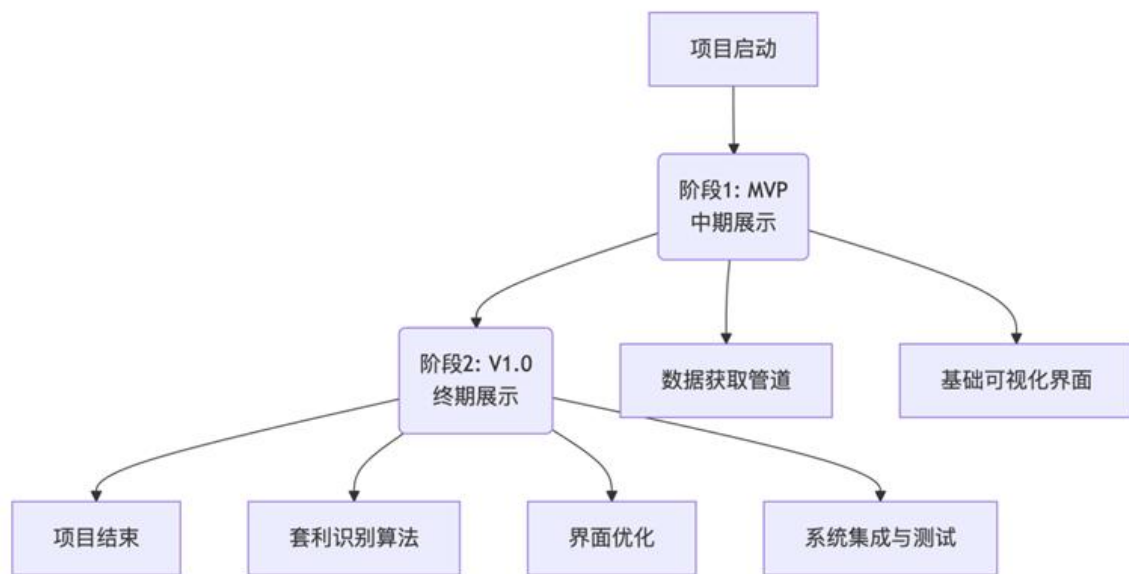 项目启动
阶段1: MVP
中期展示
阶段2: V1.0
终期展示
数据获取管道
基础可视化界面
项目结束
套利识别算法
界面优化
系统集成与测试